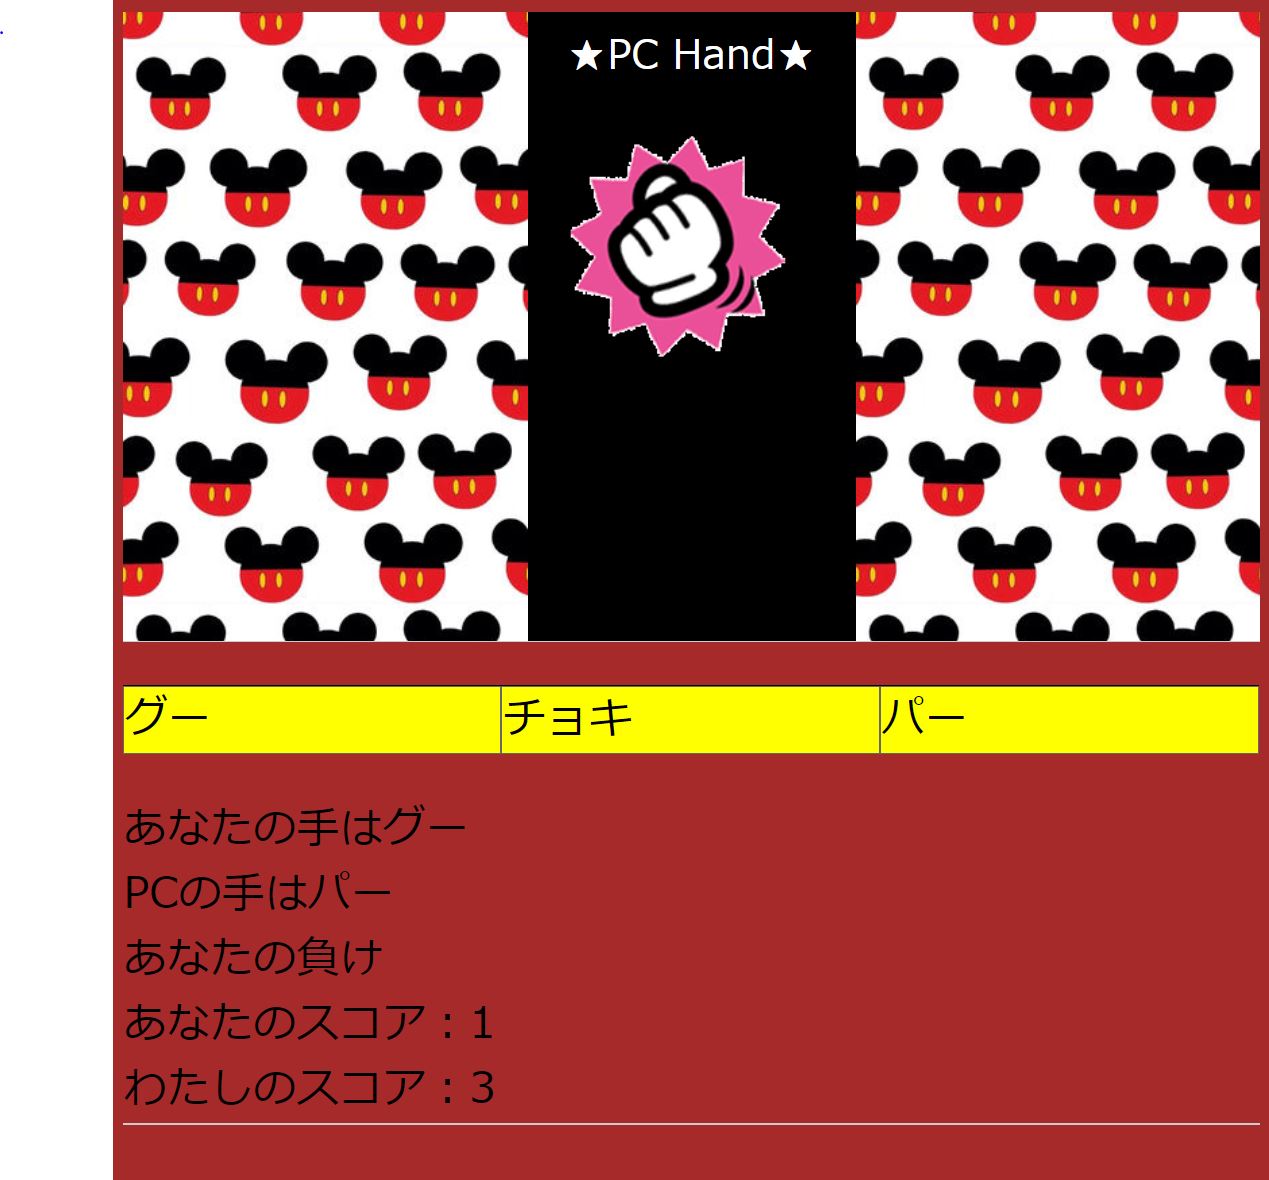 ★PC Hand★
グー
チョキ
パー
あなたの手はグー
PCの手はパー
あなたの負け
あなたのスコア：1
わたしのスコア：3